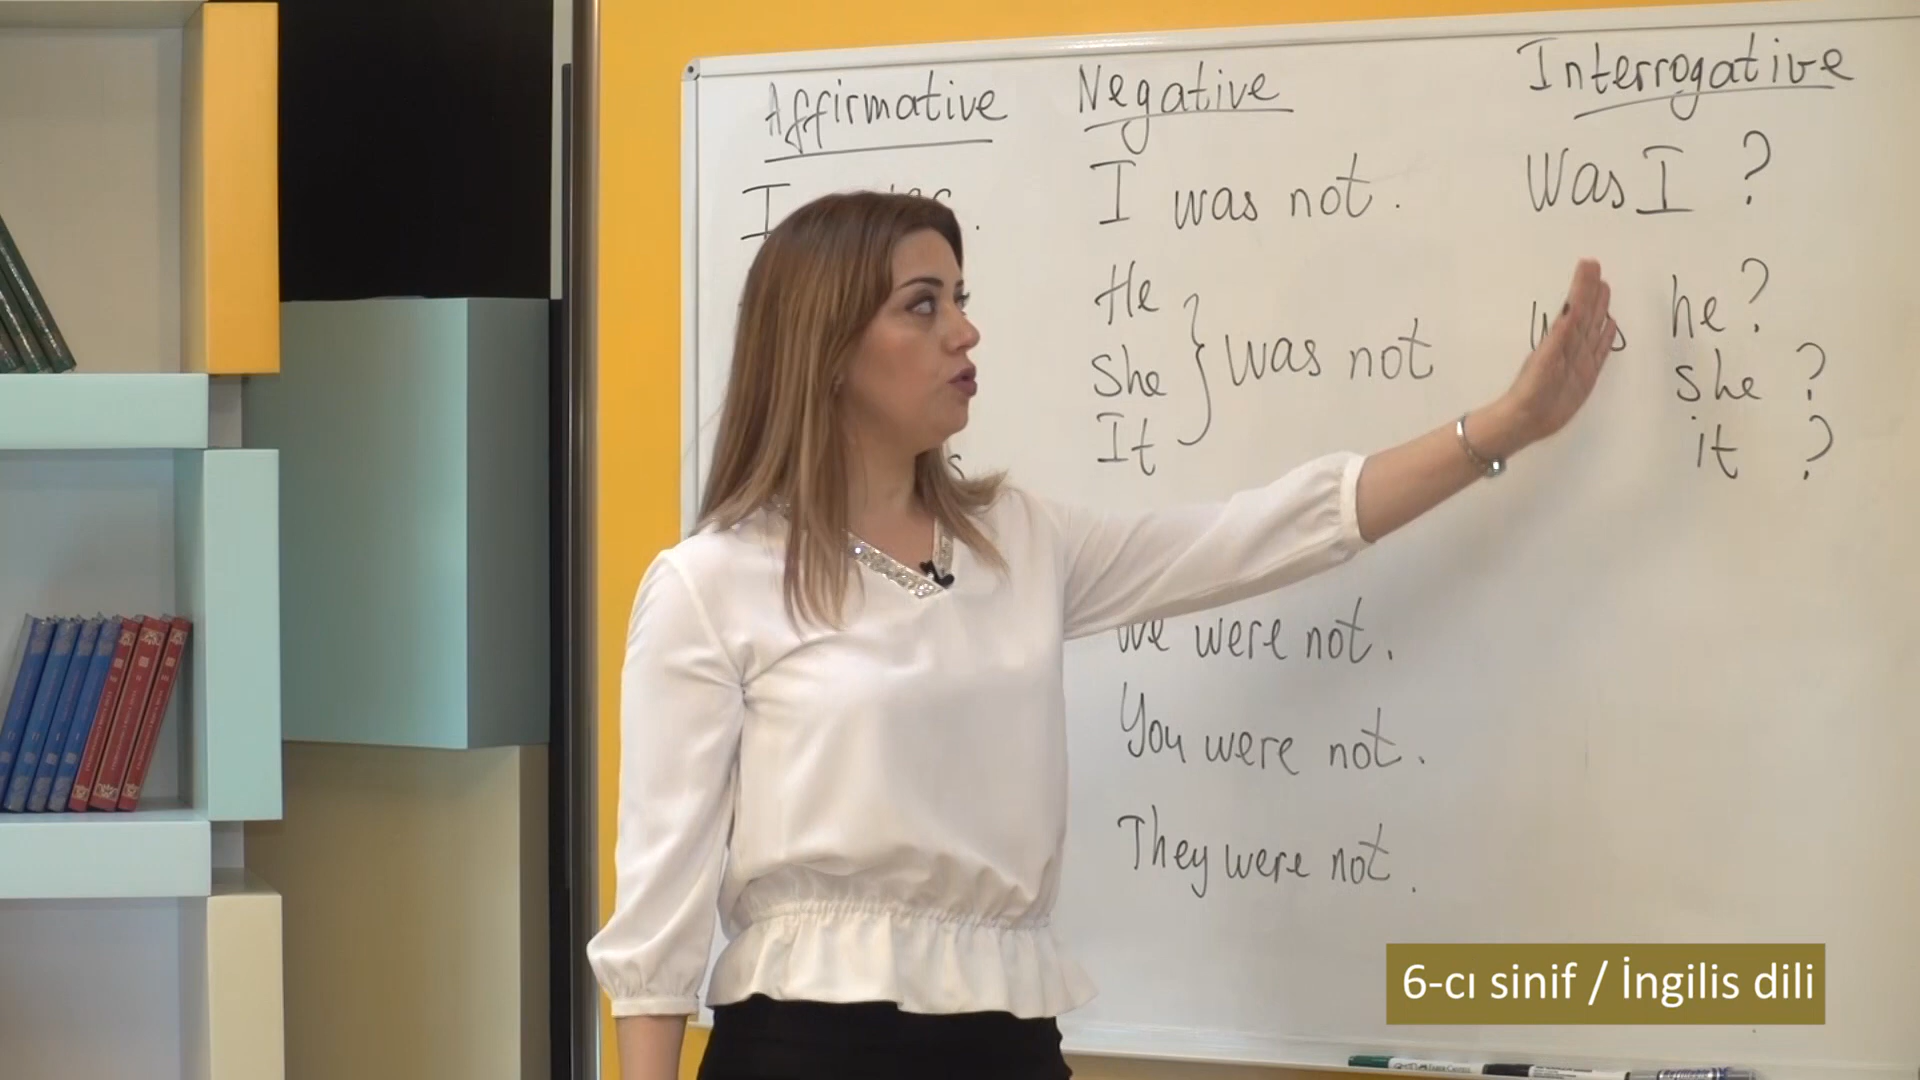 Affirmative Negative Interrogative
I was not. Was I ?
He
She was not
It
he?
she ?
it ?
We were not.
You were not.
They were not.
6-cı sinif / İngilis dili